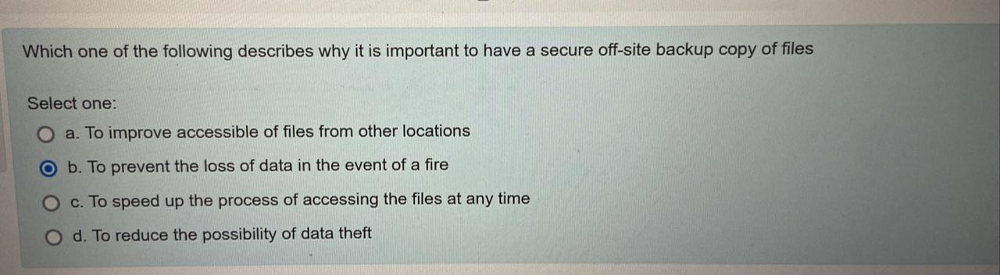 Which one of the following describes why it is important to have a secure off-site backup copy of files
Select one:
a. To improve accessible of files from other locations
b. To prevent the loss of data in the event of a fire
c. To speed up the process of accessing the files at any time
d. To reduce the possibility of data theft